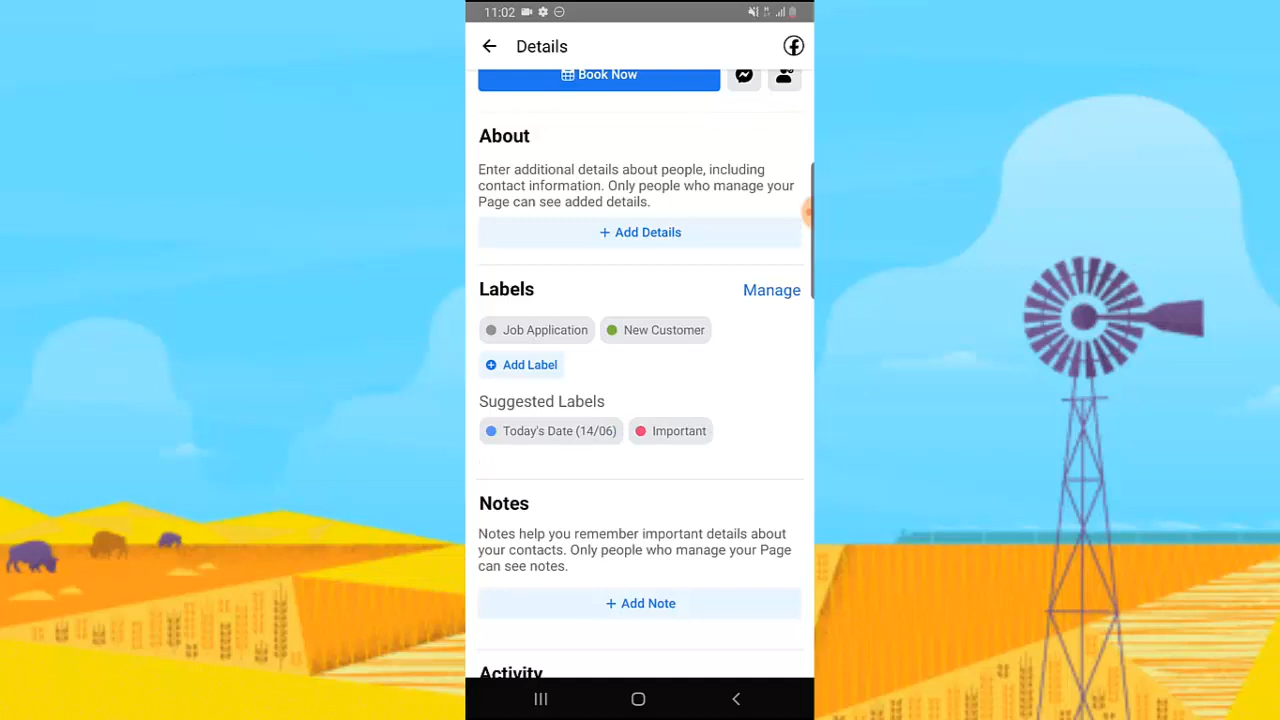 11:02
Details
Book Now
About
Enter additional details about people, including
contact information. Only people who manage your
Page can see added details.
+ Add Details
Labels
Manage
Job Application
New Customer
Add Label
Suggested Labels
Today's Date (14/06)
Important
Notes
Notes help you remember important details about
your contacts. Only people who manage your Page
can see notes.
+ Add Note
Activity